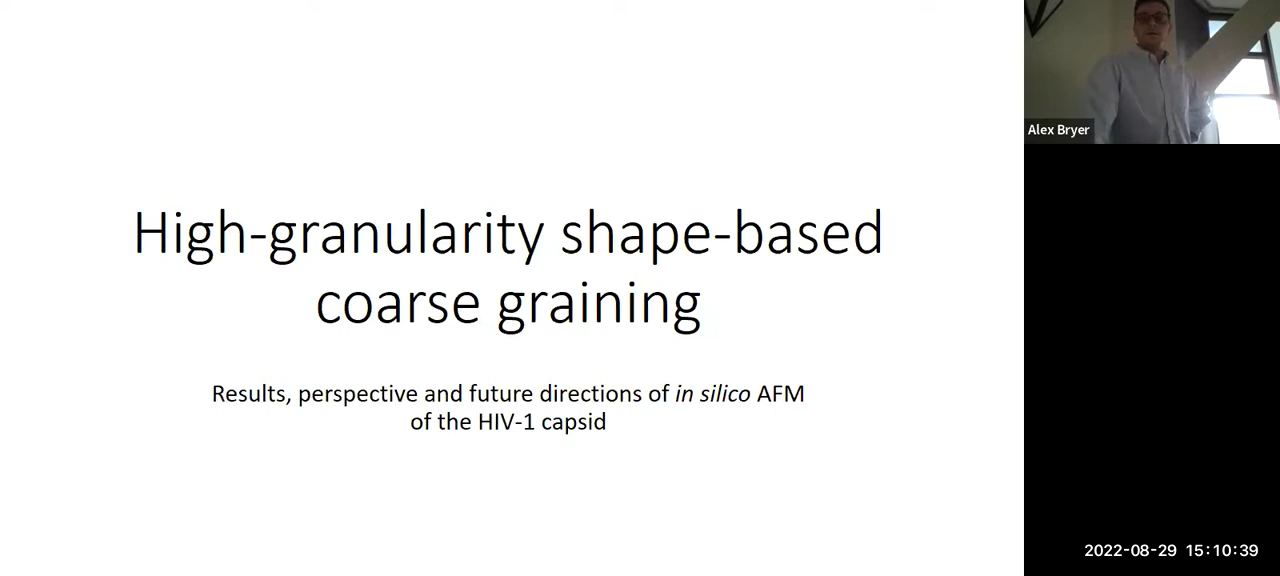 High-granularity shape-based
coarse graining
Results, perspective and future directions of in silico AFM
of the HIV-1 capsid
Alex Bryer
2022-08-29 15:10:39